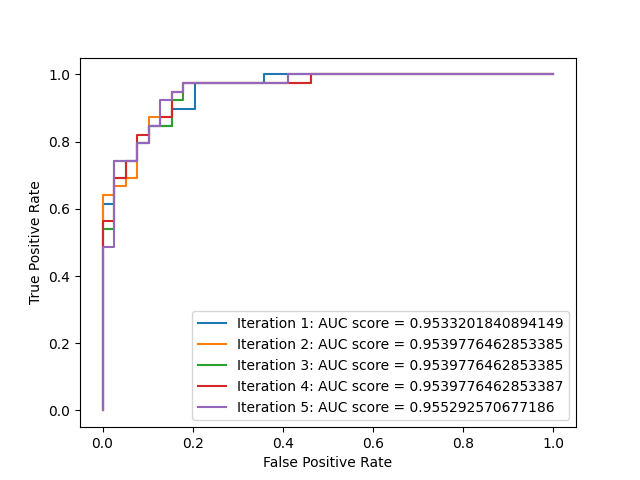 1.0
0.8
0.6
0.4
0.2
0.0
True Positive Rate
Iteration 1: AUC score = 0.9533201840894149
Iteration 2: AUC score = 0.9539776462853385
Iteration 3: AUC score = 0.9539776462853385
Iteration 4: AUC score = 0.9539776462853387
Iteration 5: AUC score = 0.955292570677186
0.0 0.2 0.4 0.6 0.8 1.0
False Positive Rate